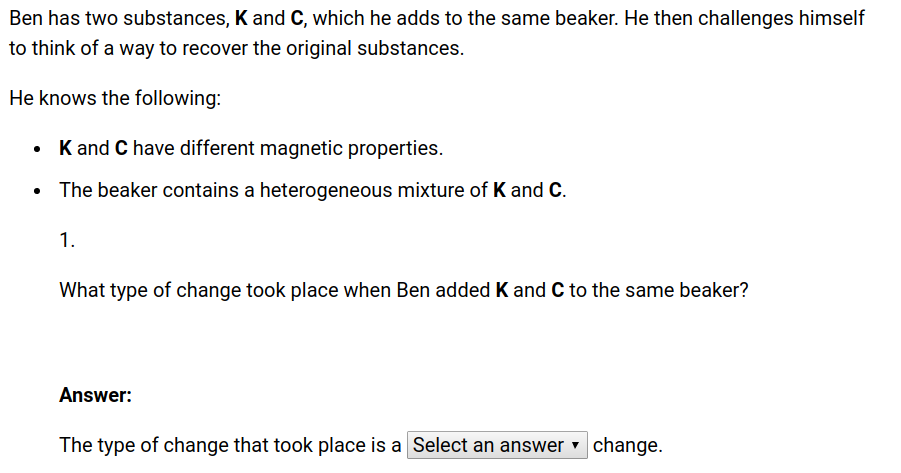 Ben has two substances, K and C, which he adds to the same beaker. He then challenges himself
to think of a way to recover the original substances.
He knows the following:
• K and C have different magnetic properties.
• The beaker contains a heterogeneous mixture of K and C.
1.
What type of change took place when Ben added K and C to the same beaker?
Answer:
The type of change that took place is a Select an answer ▾ change.